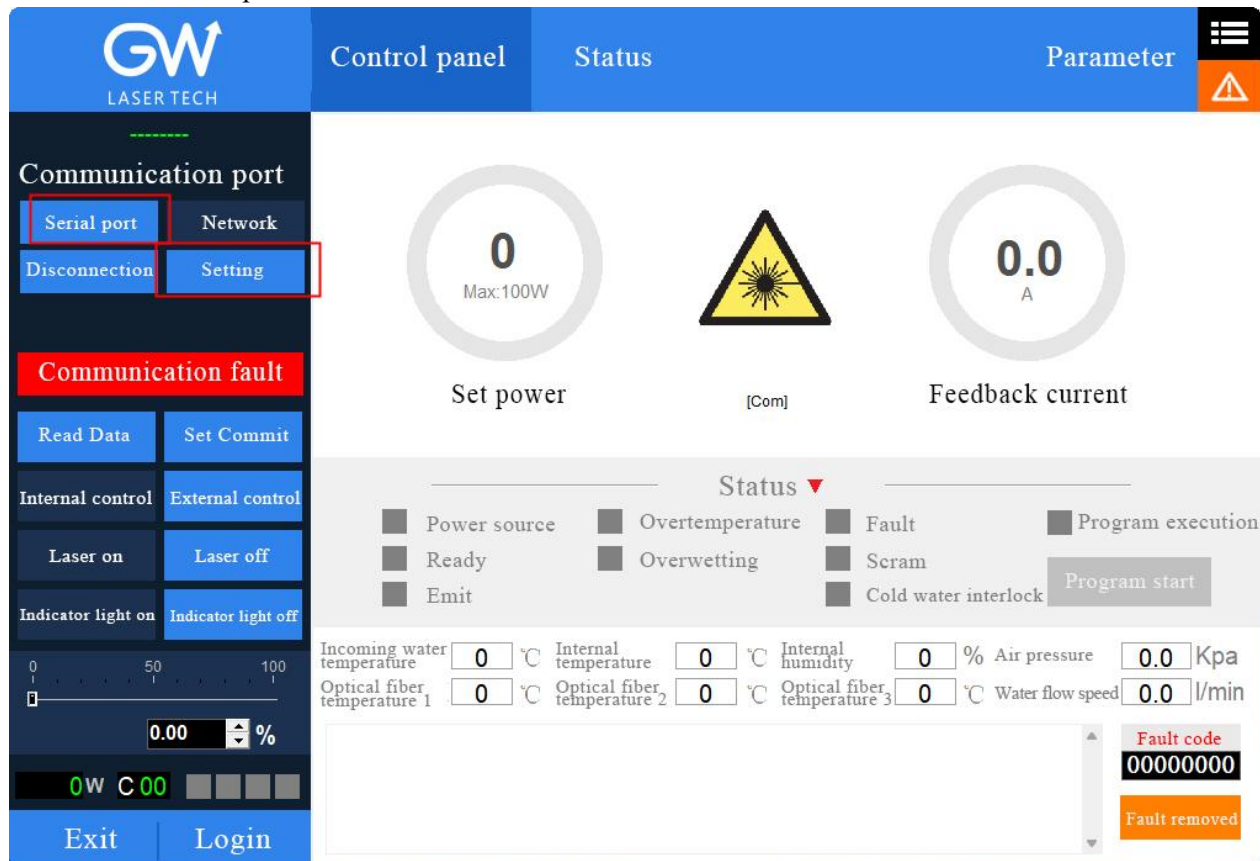 GW
LASER TECH
Control panel
Status
Parameter
--------
Communication port
Serial port
Network
Disconnection
Setting
Communication fault
Read Data
Set Commit
Internal control
External control
Laser on
Laser off
Indicator light on
Indicator light off
0 50 100
0.00 %
0 W C 00
Exit
Login
0
Max:100W
Set power
[Com]
0.0
A
Feedback current
Status
Power source
Overtemperature
Fault
Program execution
Ready
Overwetting
Scram
Emit
Cold water interlock
Program start
Incoming water
temperature
0 ℃
Internal
temperature
0 ℃
Internal
humidity
0 %
Air pressure 0.0 Kpa
Optical fiber
temperature 1
0 ℃
Optical fiber
temperature 2
0 ℃
Optical fiber
temperature 3
0 ℃
Water flow speed 0.0 l/min
Fault code
00000000
Fault removed